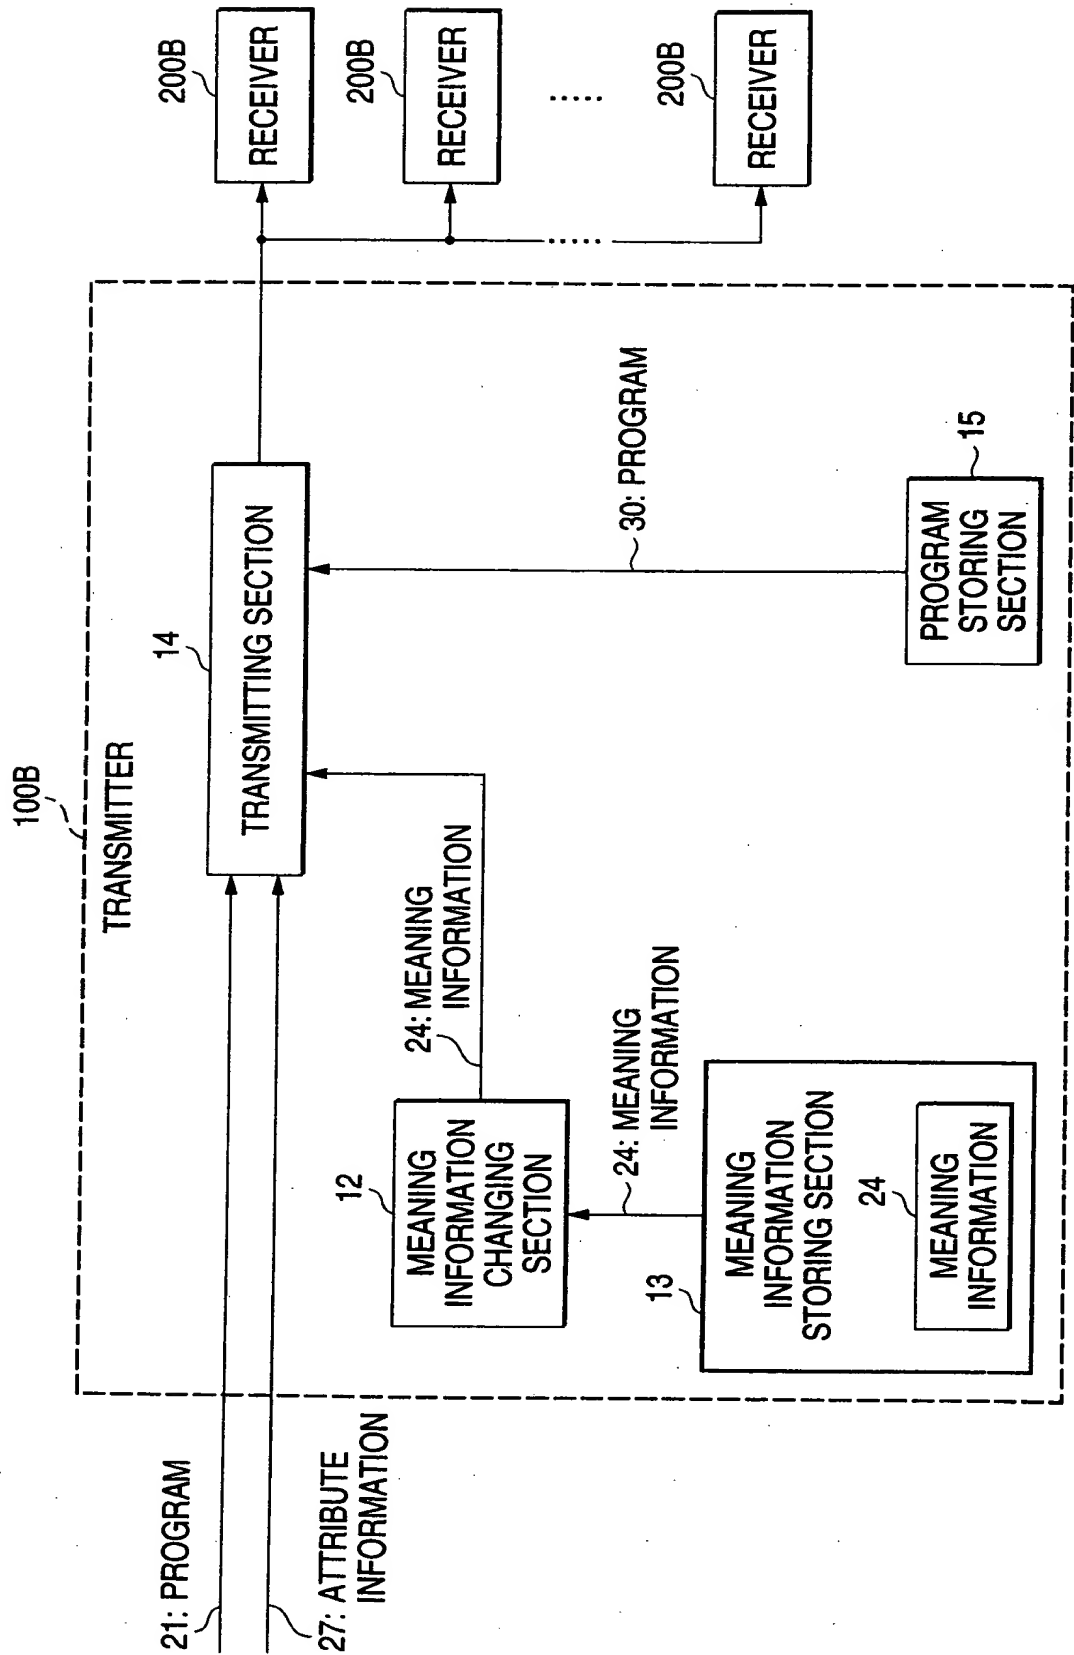 100B
TRANSMITTER
21: PROGRAM
27: ATTRIBUTE
INFORMATION
14
TRANSMITTING SECTION
200B
RECEIVER
200B
RECEIVER
.....
.....
200B
RECEIVER
12
MEANING
INFORMATION
CHANGING
SECTION
24: MEANING
INFORMATION
24: MEANING
INFORMATION
13
MEANING
INFORMATION
STORING SECTION
24
MEANING
INFORMATION
30: PROGRAM
15
PROGRAM
STORING
SECTION